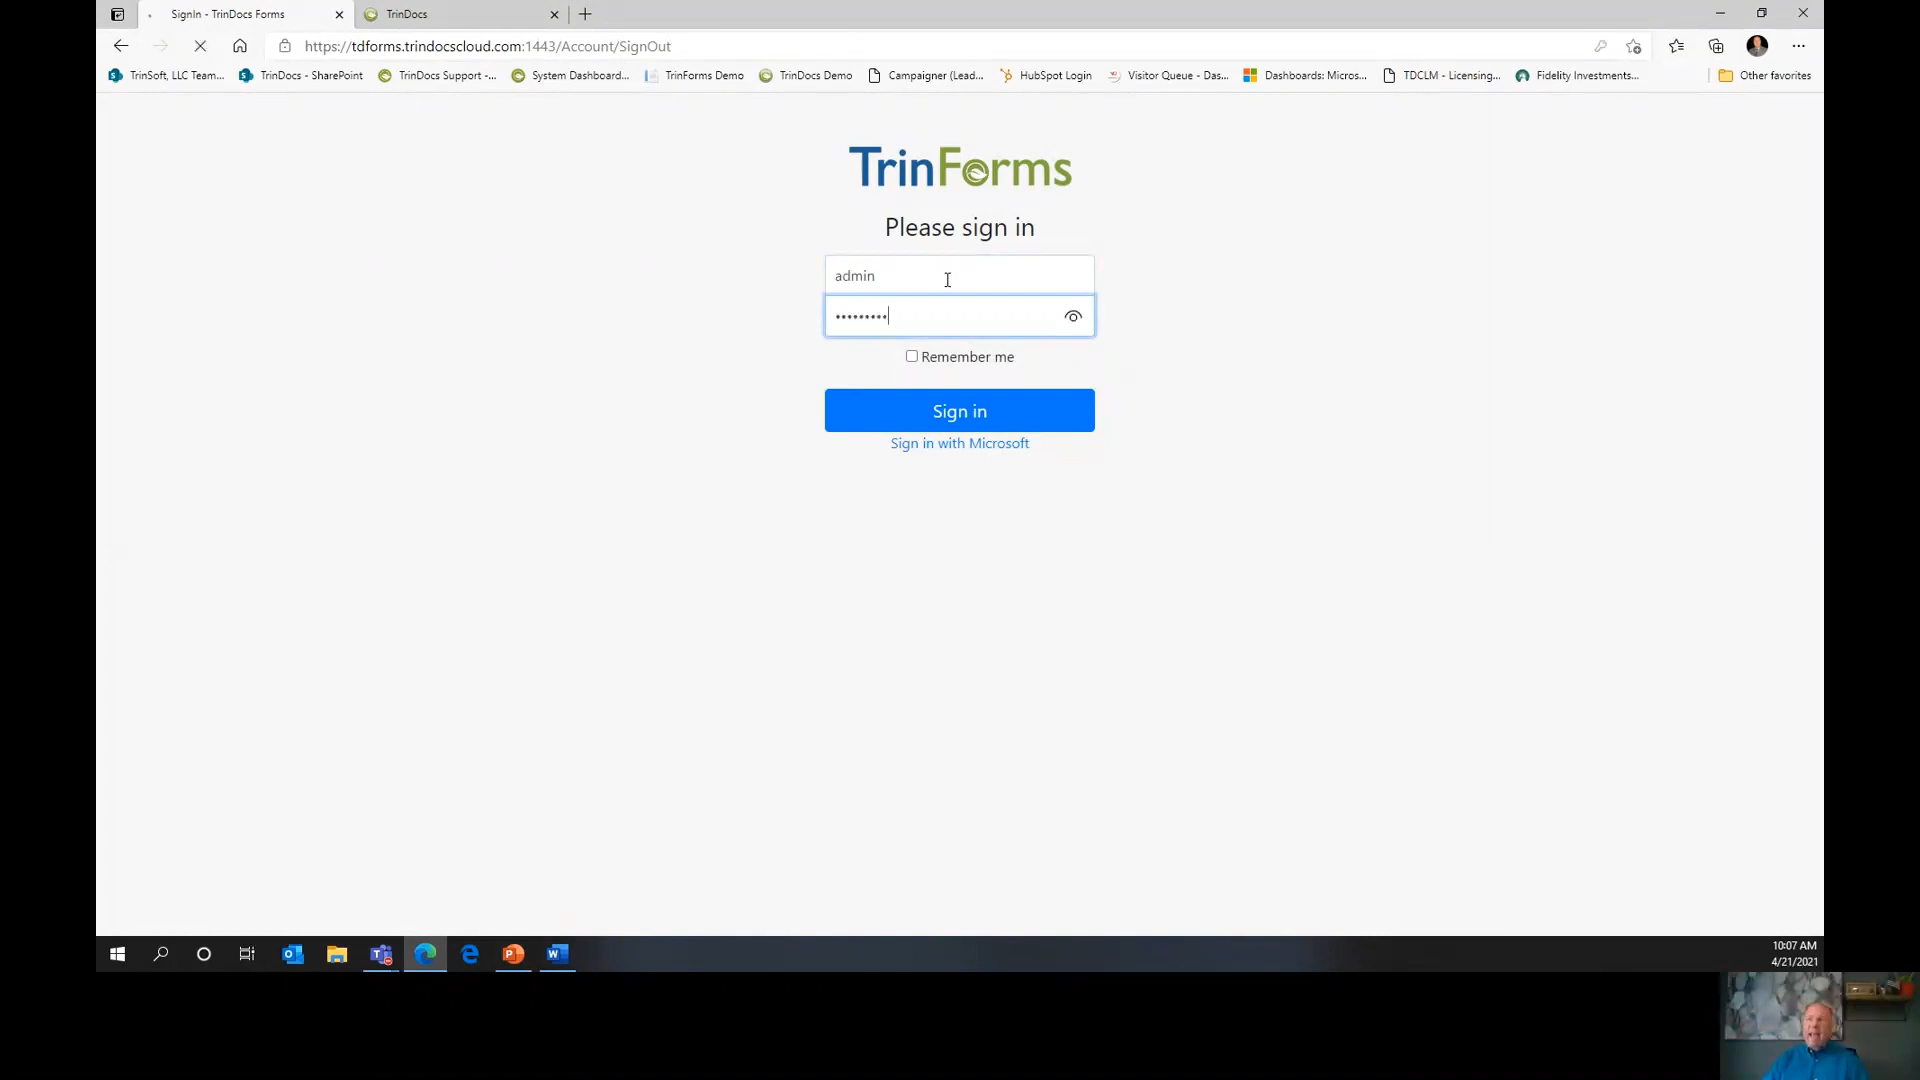 SignIn - TrinDocs Forms
TrinDocs
https://tdforms.trindocscloud.com:1443/Account/SignOut
TrinSoft, LLC Team...
TrinDocs - SharePoint
TrinDocs Support -...
System Dashboard...
TrinForms Demo
TrinDocs Demo
Campaigner (Lead...
HubSpot Login
Visitor Queue - Das...
Dashboards: Micros...
TDCLM - Licensing...
Fidelity Investments...
Other favorites
TrinForms
Please sign in
admin
•••••••••
Remember me
Sign in
Sign in with Microsoft
10:07 AM
4/21/2021